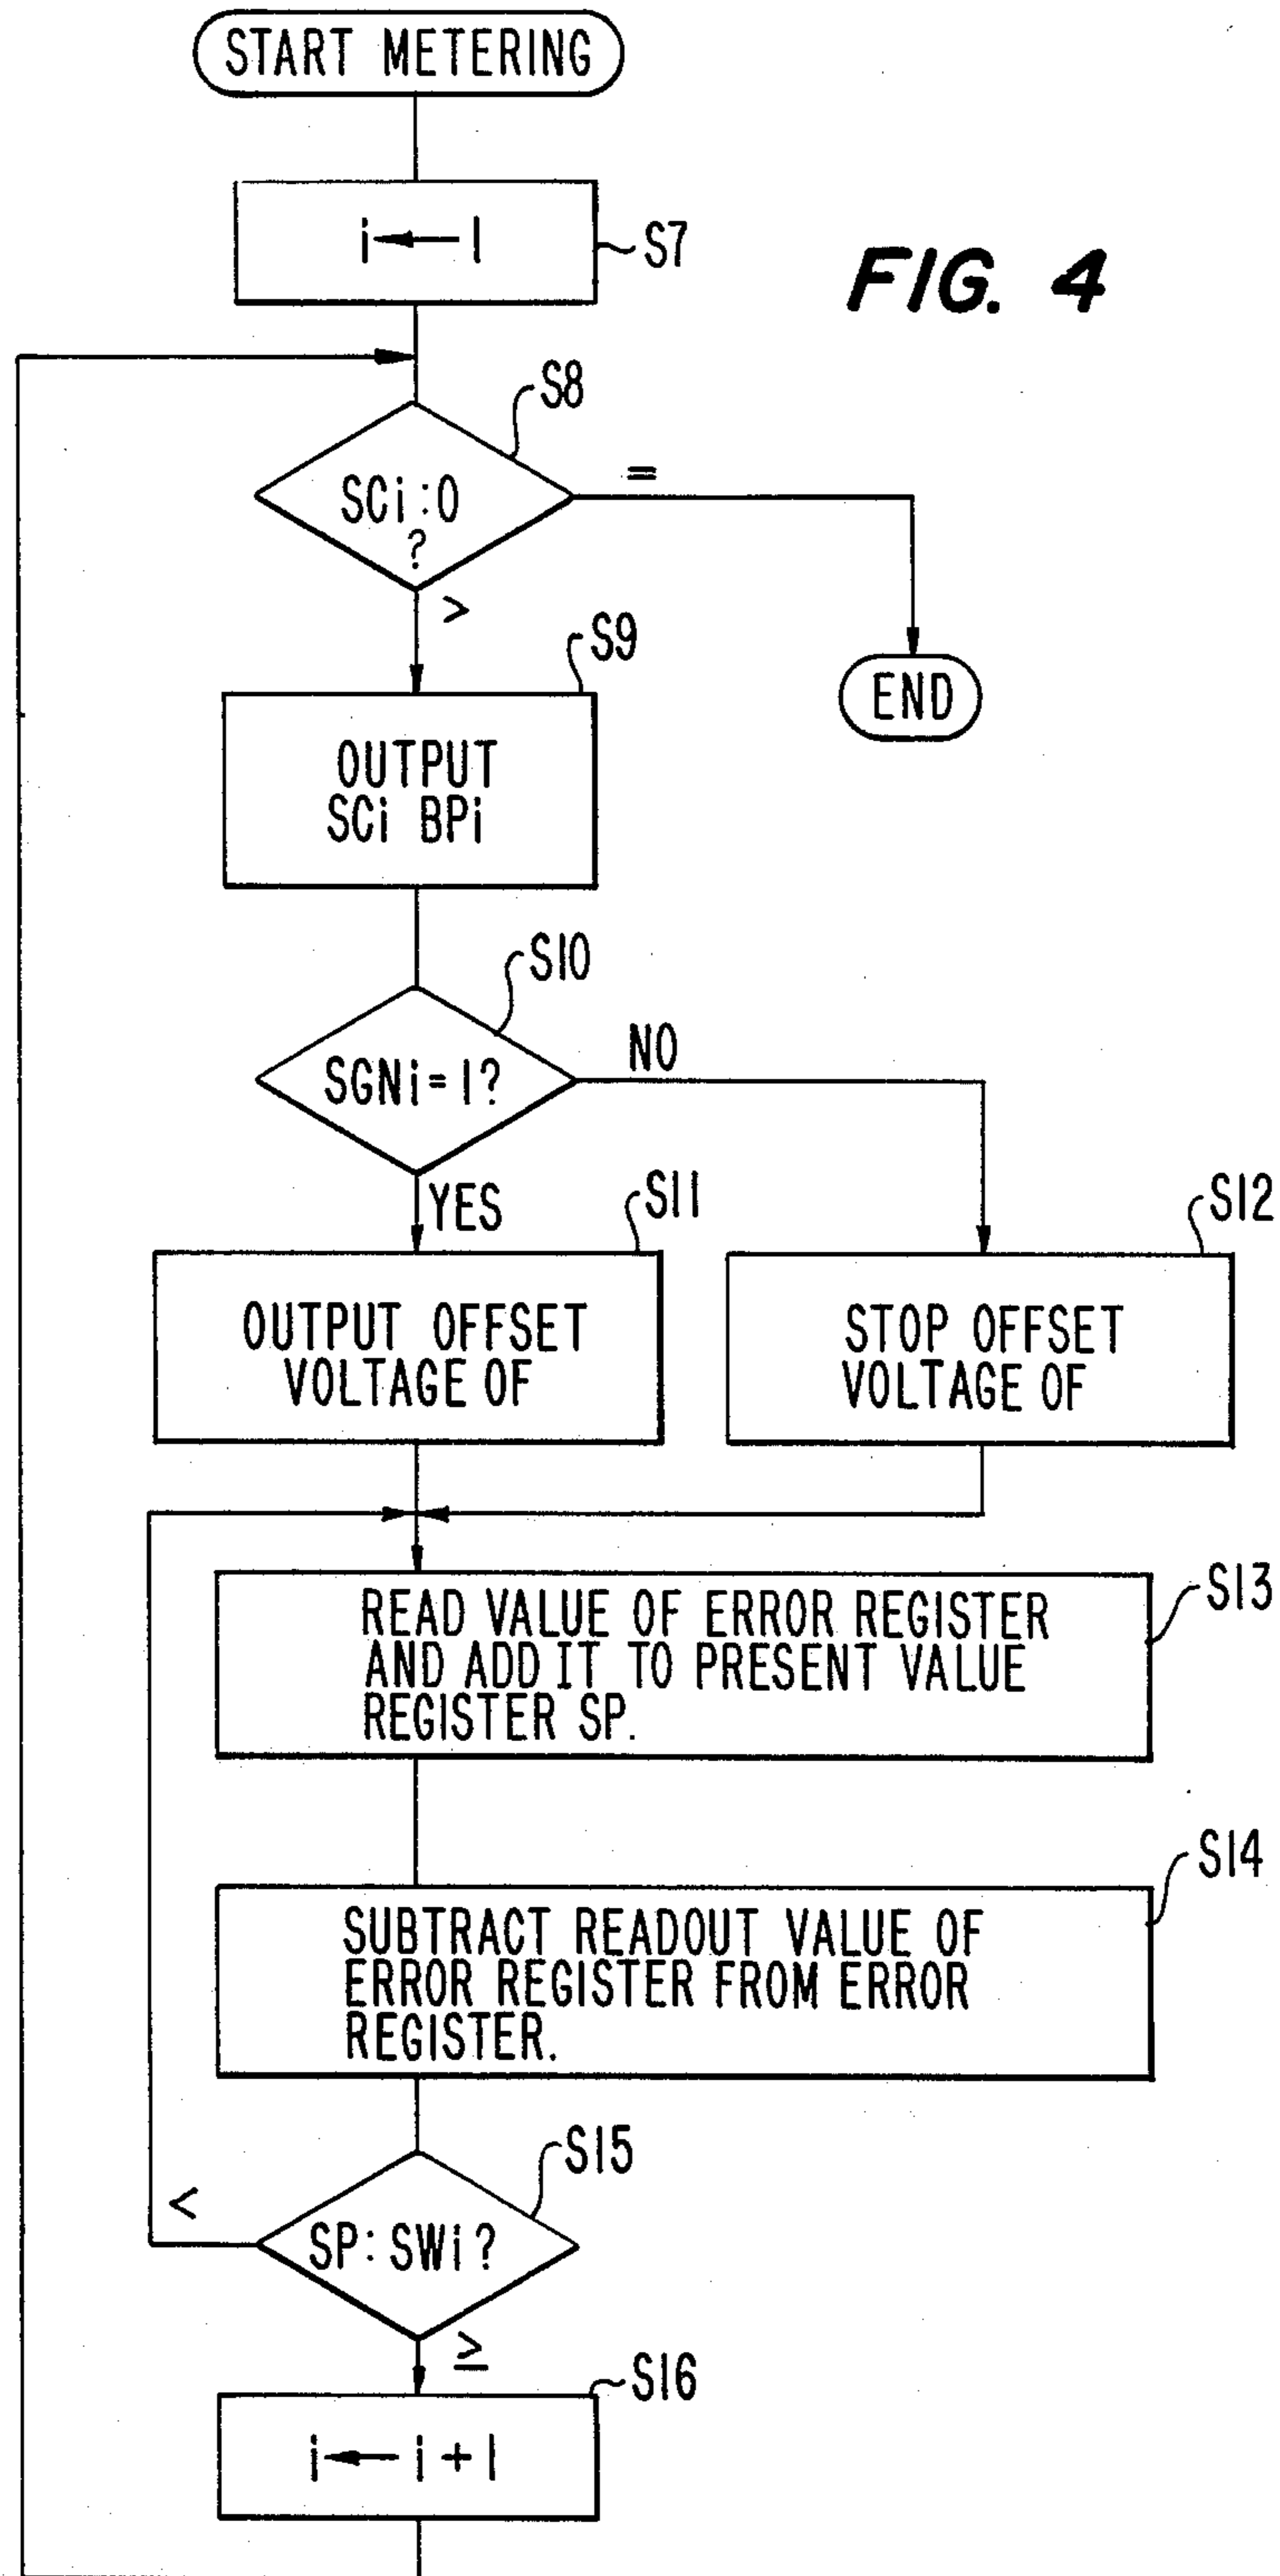 START METERING
i ← 1
S7
FIG. 4
S8
SCi : 0
?
=
>
S9
END
OUTPUT
SCi BPi
S10
SGNi = 1?
NO
YES
S11
S12
OUTPUT OFFSET
VOLTAGE OF
STOP OFFSET
VOLTAGE OF
S13
READ VALUE OF ERROR REGISTER
AND ADD IT TO PRESENT VALUE
REGISTER SP.
S14
SUBTRACT READOUT VALUE OF
ERROR REGISTER FROM ERROR
REGISTER.
S15
<
SP : SWi ?
≥
S16
i ← i + 1